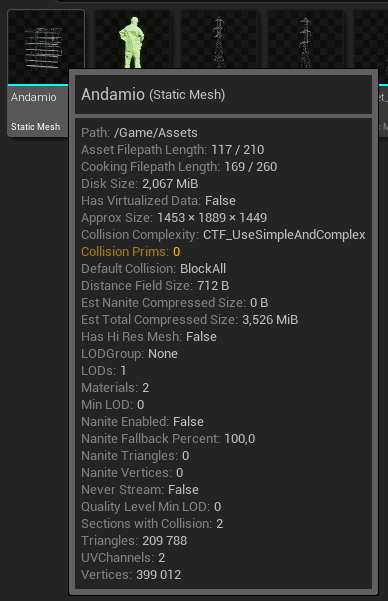 Andamio
Static Mesh
Andamio (Static Mesh)
Path: /Game/Assets
Asset Filepath Length: 117 / 210
Cooking Filepath Length: 169 / 260
Disk Size: 2,067 MiB
Has Virtualized Data: False
Approx Size: 1453 × 1889 × 1449
Collision Complexity: CTF_UseSimpleAndComplex
Collision Prims: 0
Default Collision: BlockAll
Distance Field Size: 712 B
Est Nanite Compressed Size: 0 B
Est Total Compressed Size: 3,526 MiB
Has Hi Res Mesh: False
LODGroup: None
LODs: 1
Materials: 2
Min LOD: 0
Nanite Enabled: False
Nanite Fallback Percent: 100,0
Nanite Triangles: 0
Nanite Vertices: 0
Never Stream: False
Quality Level Min LOD: 0
Sections with Collision: 2
Triangles: 209 788
UVChannels: 2
Vertices: 399 012